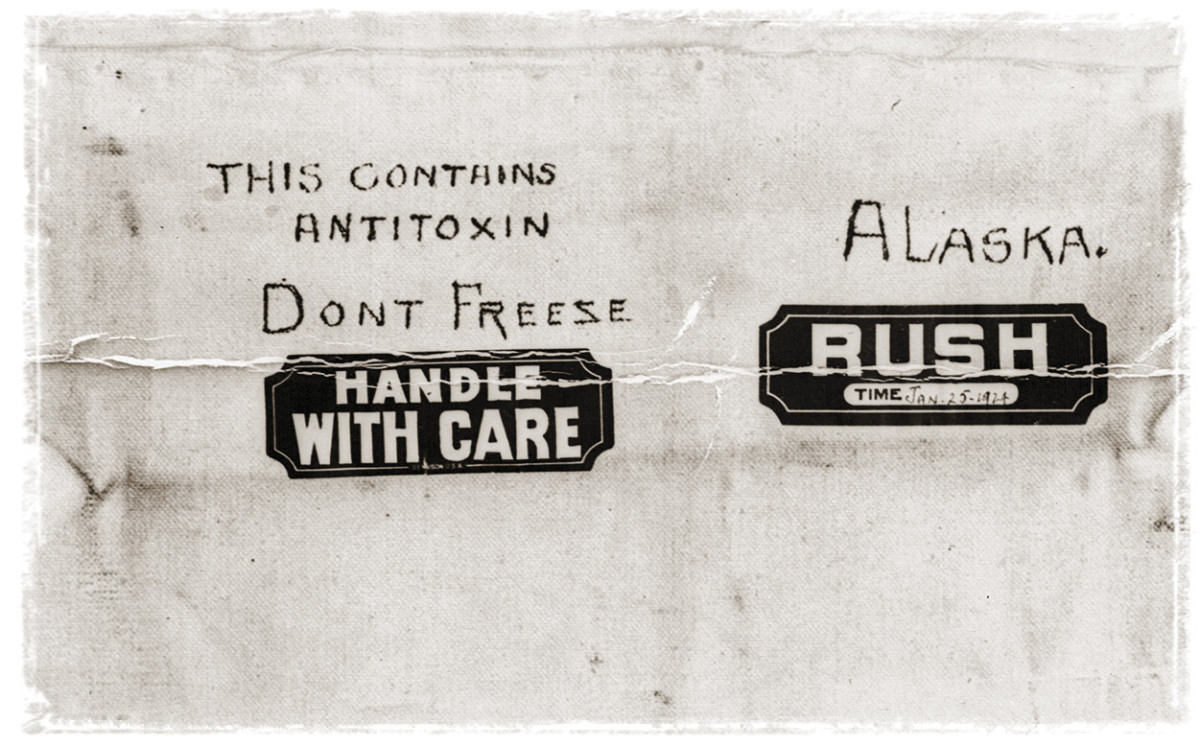 THIS CONTAINS
ANTITOXIN
DONT FREESE
HANDLE
WITH CARE
ALASKA.
RUSH
TIME JAN-25-1924